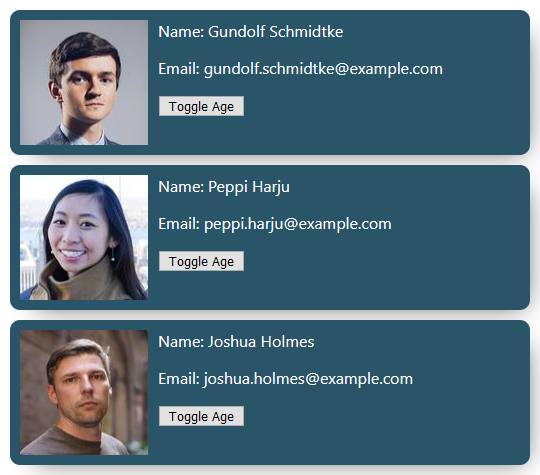 Name: Gundolf Schmidtke
Email: gundolf.schmidtke@example.com
Toggle Age
Name: Peppi Harju
Email: peppi.harju@example.com
Toggle Age
Name: Joshua Holmes
Email: joshua.holmes@example.com
Toggle Age